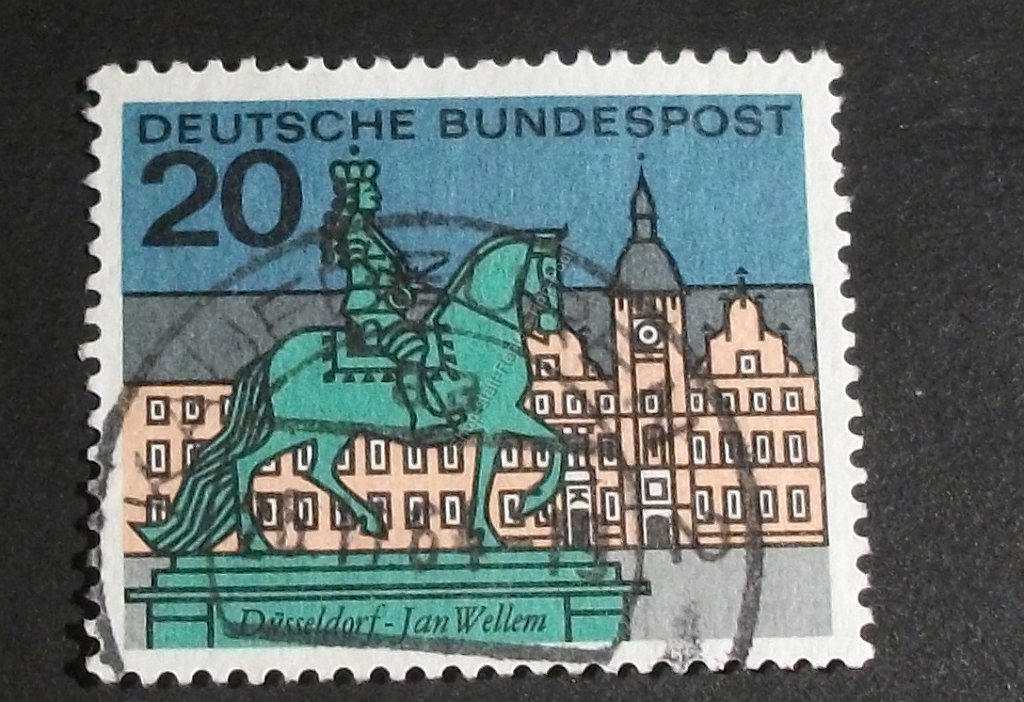 DEUTSCHE BUNDESPOST
20
Düsseldorf-Jan Wellem